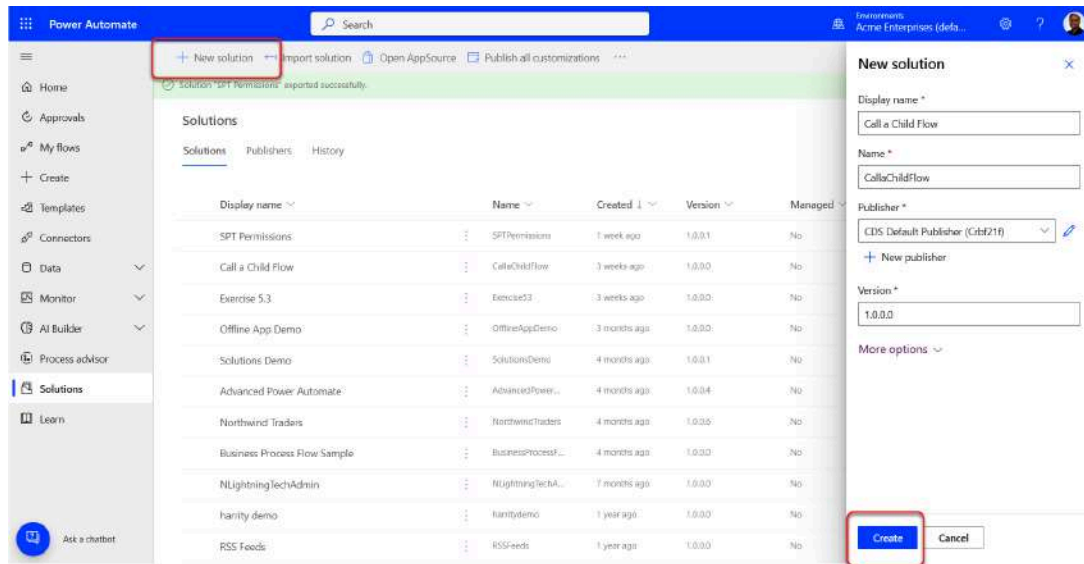 Power Automate
Search
Environments
Acme Enterprises (defa...
?
New solution
Import solution
Open AppSource
Publish all customizations
...
Solution "SPT Permissions" exported successfully.
Home
Approvals
My flows
Create
Templates
Connectors
Data
Monitor
AI Builder
Process advisor
Solutions
Learn
Ask a chatbot
Solutions
Solutions Publishers History
Display name Name Created Version Managed
SPT Permissions SPTPermissions 1 week ago 1.0.0.1 No
Call a Child Flow CallaChildFlow 3 weeks ago 1.0.0.0 No
Exercise 5.3 Exercise53 3 weeks ago 1.0.0.0 No
Offline App Demo OfflineAppDemo 3 months ago 1.0.0.0 No
Solutions Demo SolutionsDemo 4 months ago 1.0.0.1 No
Advanced Power Automate AdvancedPower... 4 months ago 1.0.0.4 No
Northwind Traders NorthwindTraders 4 months ago 1.0.0.6 No
Business Process Flow Sample BusinessProcessF... 4 months ago 1.0.0.0 No
NLightningTechAdmin NLightningTechA... 7 months ago 1.0.0.0 No
harrity demo harritydemo 1 year ago 1.0.0.0 No
RSS Feeds RSSFeeds 1 year ago 1.0.0.0 No
New solution
Display name *
Call a Child Flow
Name *
CallaChildFlow
Publisher *
CDS Default Publisher (Crbf21f)
New publisher
Version *
1.0.0.0
More options
Create
Cancel